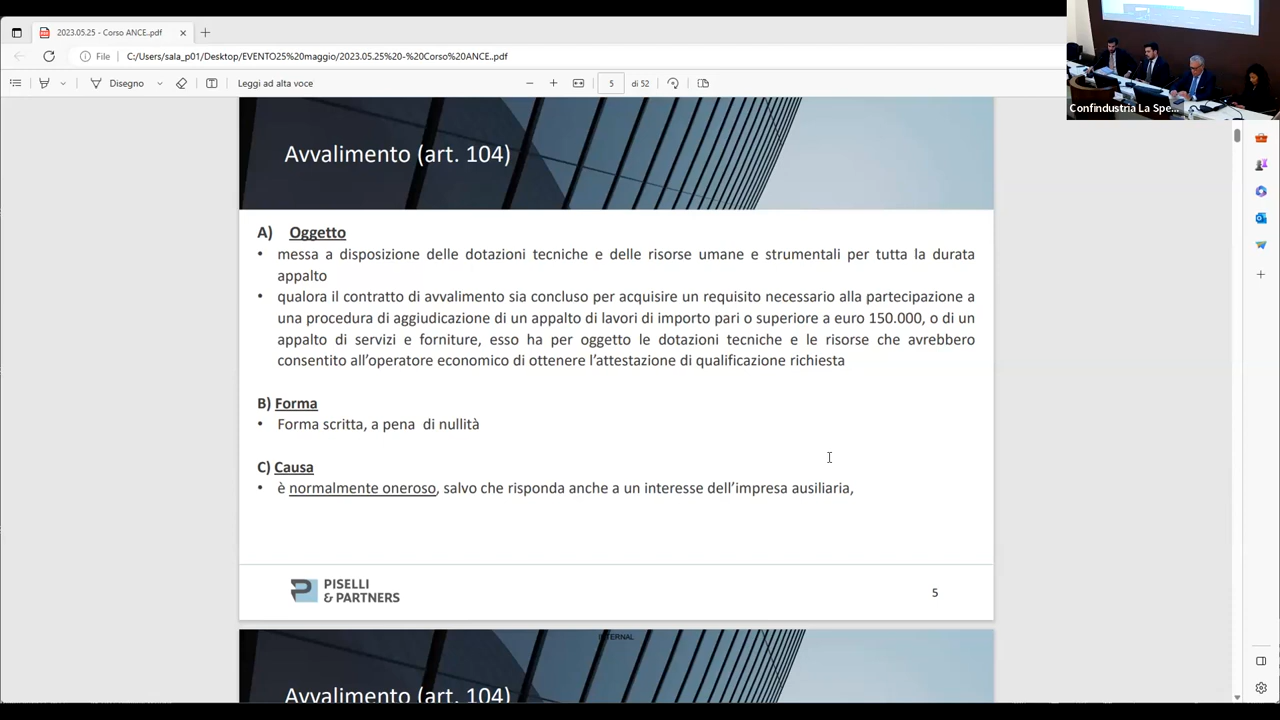 2023.05.25 - Corso ANCE..pdf
File
C:/Users/sala_p01/Desktop/EVENTO25%20maggio/2023.05.25%20-%20Corso%20ANCE..pdf
Disegno
Leggi ad alta voce
5
di 52
Confindustria La Spe...
Avvalimento (art. 104)
A) Oggetto
• messa a disposizione delle dotazioni tecniche e delle risorse umane e strumentali per tutta la durata
appalto
• qualora il contratto di avvalimento sia concluso per acquisire un requisito necessario alla partecipazione a
una procedura di aggiudicazione di un appalto di lavori di importo pari o superiore a euro 150.000, o di un
appalto di servizi e forniture, esso ha per oggetto le dotazioni tecniche e le risorse che avrebbero
consentito all'operatore economico di ottenere l'attestazione di qualificazione richiesta
B) Forma
• Forma scritta, a pena di nullità
C) Causa
• è normalmente oneroso, salvo che risponda anche a un interesse dell'impresa ausiliaria,
PISELLI
& PARTNERS
5
Avvalimento (art. 104)